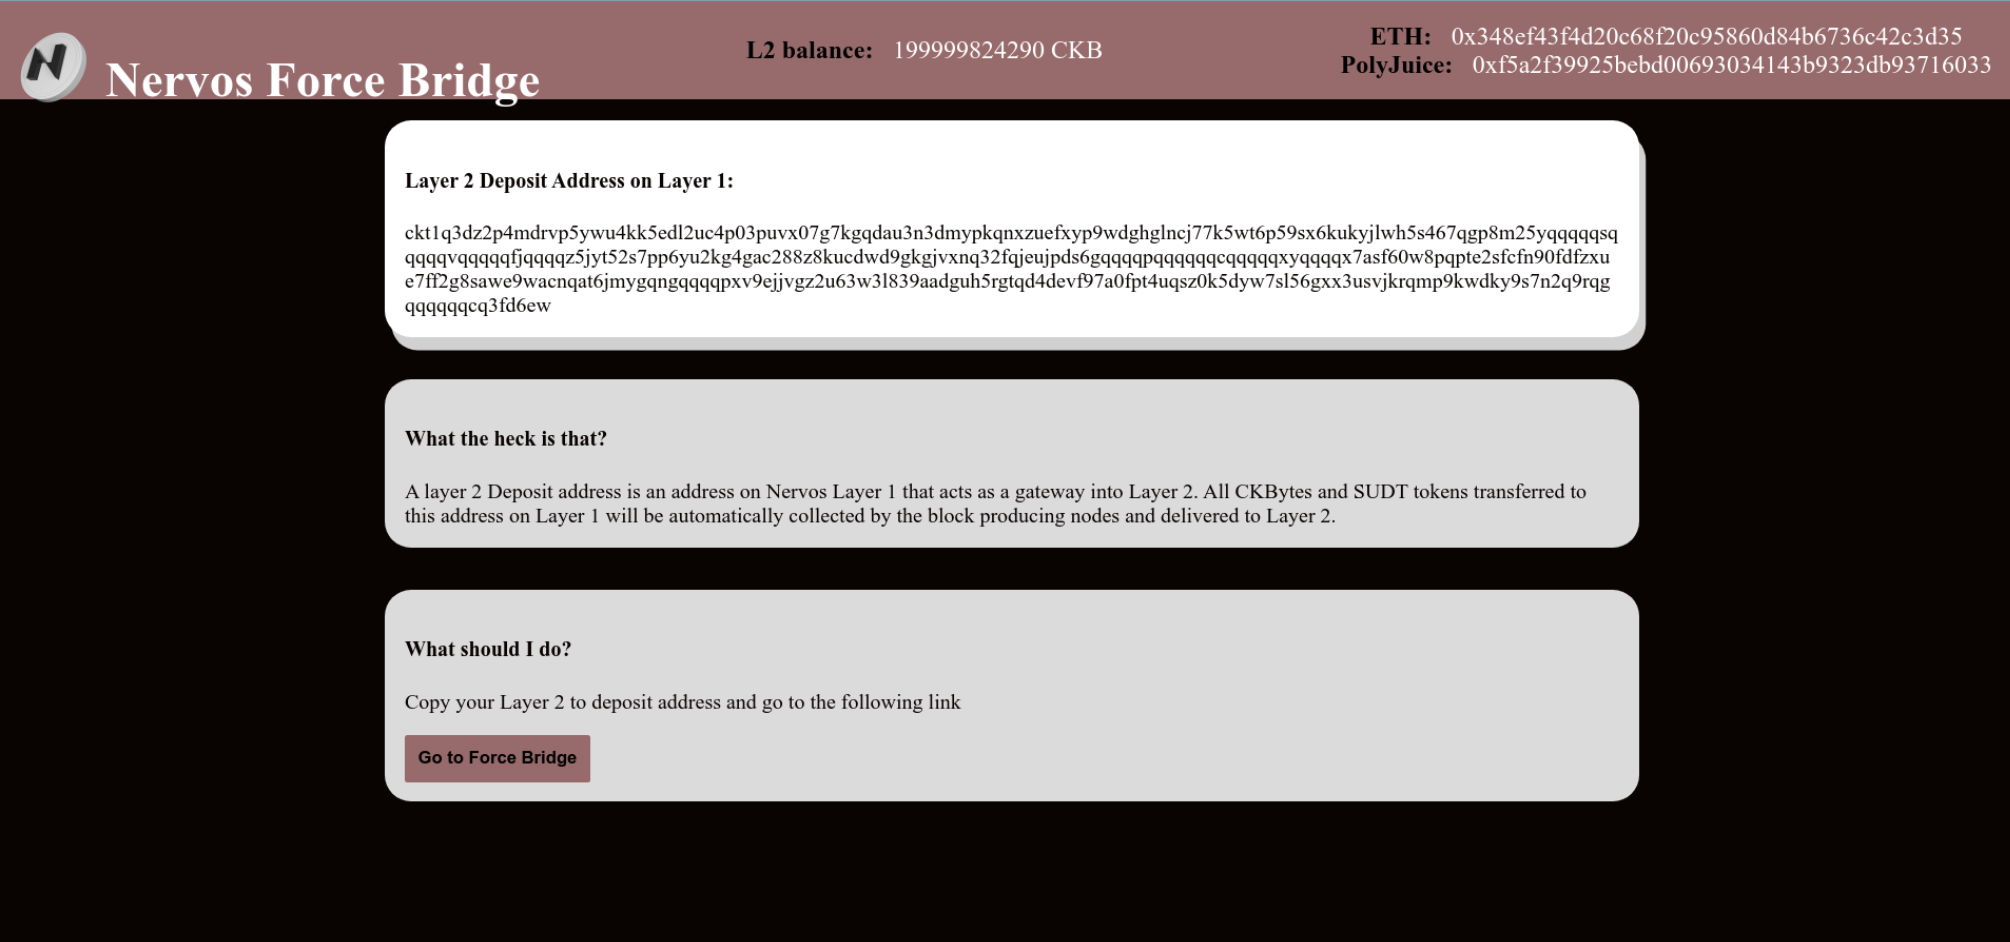 Nervos Force Bridge
L2 balance: 199999824290 CKB
ETH: 0x348ef43f4d20c68f20c95860d84b6736c42c3d35
PolyJuice: 0xf5a2f39925bebd00693034143b9323db93716033
Layer 2 Deposit Address on Layer 1:
ckt1q3dz2p4mdrvp5ywu4kk5edl2uc4p03puvx07g7kgqdau3n3dmypkqnxzuefxyp9wdghglncj77k5wt6p59sx6kukyjlwh5s467qgp8m25yqqqqqsq
qqqqvqqqqqfjqqqqz5jyt52s7pp6yu2kg4gac288z8kucdwd9gkgjvxnq32fqjeujpds6gqqqqpqqqqqqcqqqqqxyqqqqx7asf60w8pqpte2sfcfn90fdfzxu
e7ff2g8sawe9wacnqat6jmygqngqqqqpxv9ejjvgz2u63w3l839aadguh5rgtqd4devf97a0fpt4uqsz0k5dyw7sl56gxx3usvjkrqmp9kwdky9s7n2q9rqg
qqqqqqcq3fd6ew
What the heck is that?
A layer 2 Deposit address is an address on Nervos Layer 1 that acts as a gateway into Layer 2. All CKBytes and SUDT tokens transferred to
this address on Layer 1 will be automatically collected by the block producing nodes and delivered to Layer 2.
What should I do?
Copy your Layer 2 to deposit address and go to the following link
Go to Force Bridge